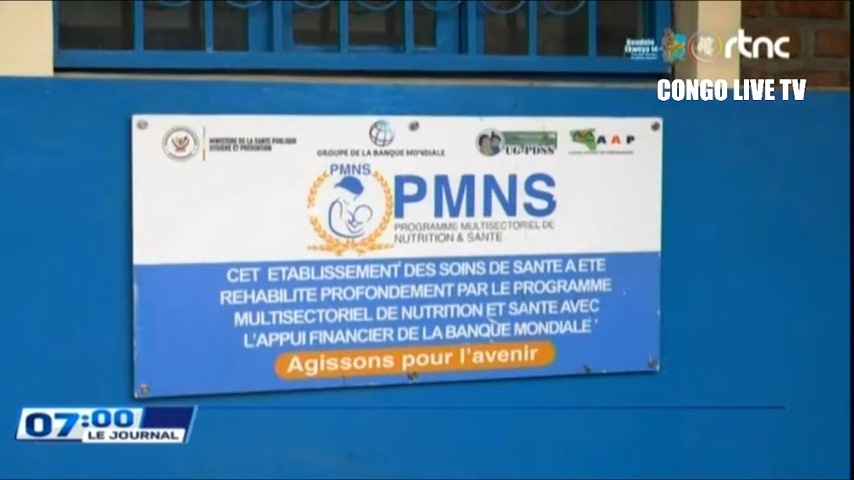 rtnc
CONGO LIVE TV
MINISTERE DE LA SANTE PUBLIQUE
HYGIENE ET PREVENTION
GROUPE DE LA BANQUE MONDIALE
UG-PDSS
AAP
PMNS
PMNS
PROGRAMME MULTISECTORIEL DE
NUTRITION & SANTE
CET ETABLISSEMENT DES SOINS DE SANTE A ETE
REHABILITE PROFONDEMENT PAR LE PROGRAMME
MULTISECTORIEL DE NUTRITION ET SANTE AVEC
L'APPUI FINANCIER DE LA BANQUE MONDIALE
Agissons pour l'avenir
07:00
LE JOURNAL